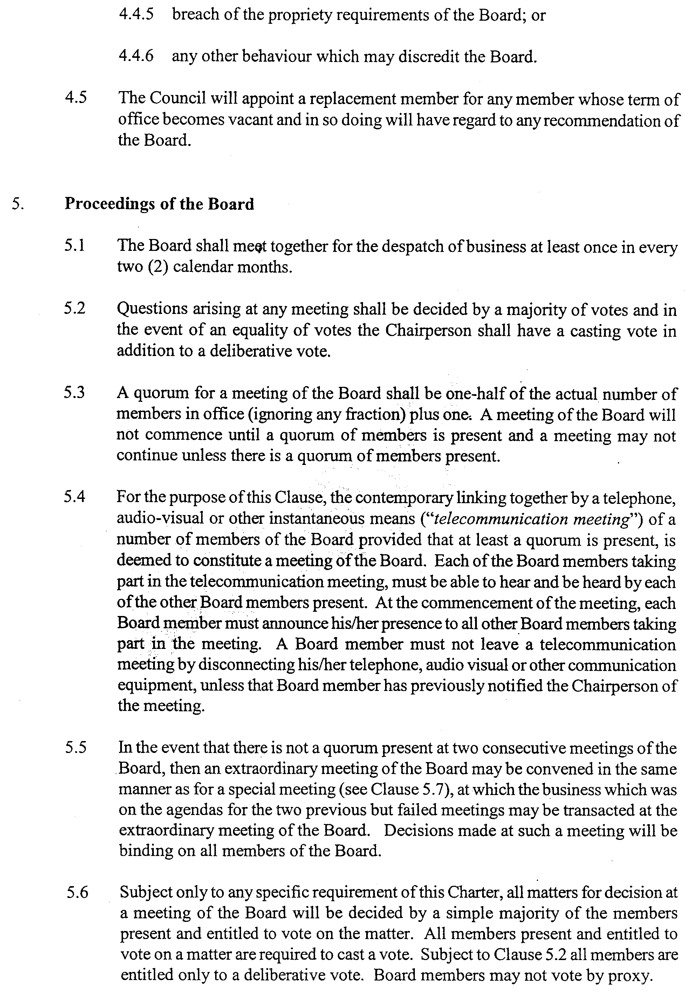 4.4.5 breach of the propriety requirements of the Board; or
4.4.6 any other behaviour which may discredit the Board.
4.5 The Council will appoint a replacement member for any member whose term of
office becomes vacant and in so doing will have regard to any recommendation of
the Board.
5. Proceedings of the Board
5.1 The Board shall meet together for the despatch of business at least once in every
two (2) calendar months.
5.2 Questions arising at any meeting shall be decided by a majority of votes and in
the event of an equality of votes the Chairperson shall have a casting vote in
addition to a deliberative vote.
5.3 A quorum for a meeting of the Board shall be one-half of the actual number of
members in office (ignoring any fraction) plus one. A meeting of the Board will
not commence until a quorum of members is present and a meeting may not
continue unless there is a quorum of members present.
5.4 For the purpose of this Clause, the contemporary linking together by a telephone,
audio-visual or other instantaneous means (“telecommunication meeting”) of a
number of members of the Board provided that at least a quorum is present, is
deemed to constitute a meeting of the Board. Each of the Board members taking
part in the telecommunication meeting, must be able to hear and be heard by each
of the other Board members present. At the commencement of the meeting, each
Board member must announce his/her presence to all other Board members taking
part in the meeting. A Board member must not leave a telecommunication
meeting by disconnecting his/her telephone, audio visual or other communication
equipment, unless that Board member has previously notified the Chairperson of
the meeting.
5.5 In the event that there is not a quorum present at two consecutive meetings of the
Board, then an extraordinary meeting of the Board may be convened in the same
manner as for a special meeting (see Clause 5.7), at which the business which was
on the agendas for the two previous but failed meetings may be transacted at the
extraordinary meeting of the Board. Decisions made at such a meeting will be
binding on all members of the Board.
5.6 Subject only to any specific requirement of this Charter, all matters for decision at
a meeting of the Board will be decided by a simple majority of the members
present and entitled to vote on the matter. All members present and entitled to
vote on a matter are required to cast a vote. Subject to Clause 5.2 all members are
entitled only to a deliberative vote. Board members may not vote by proxy.